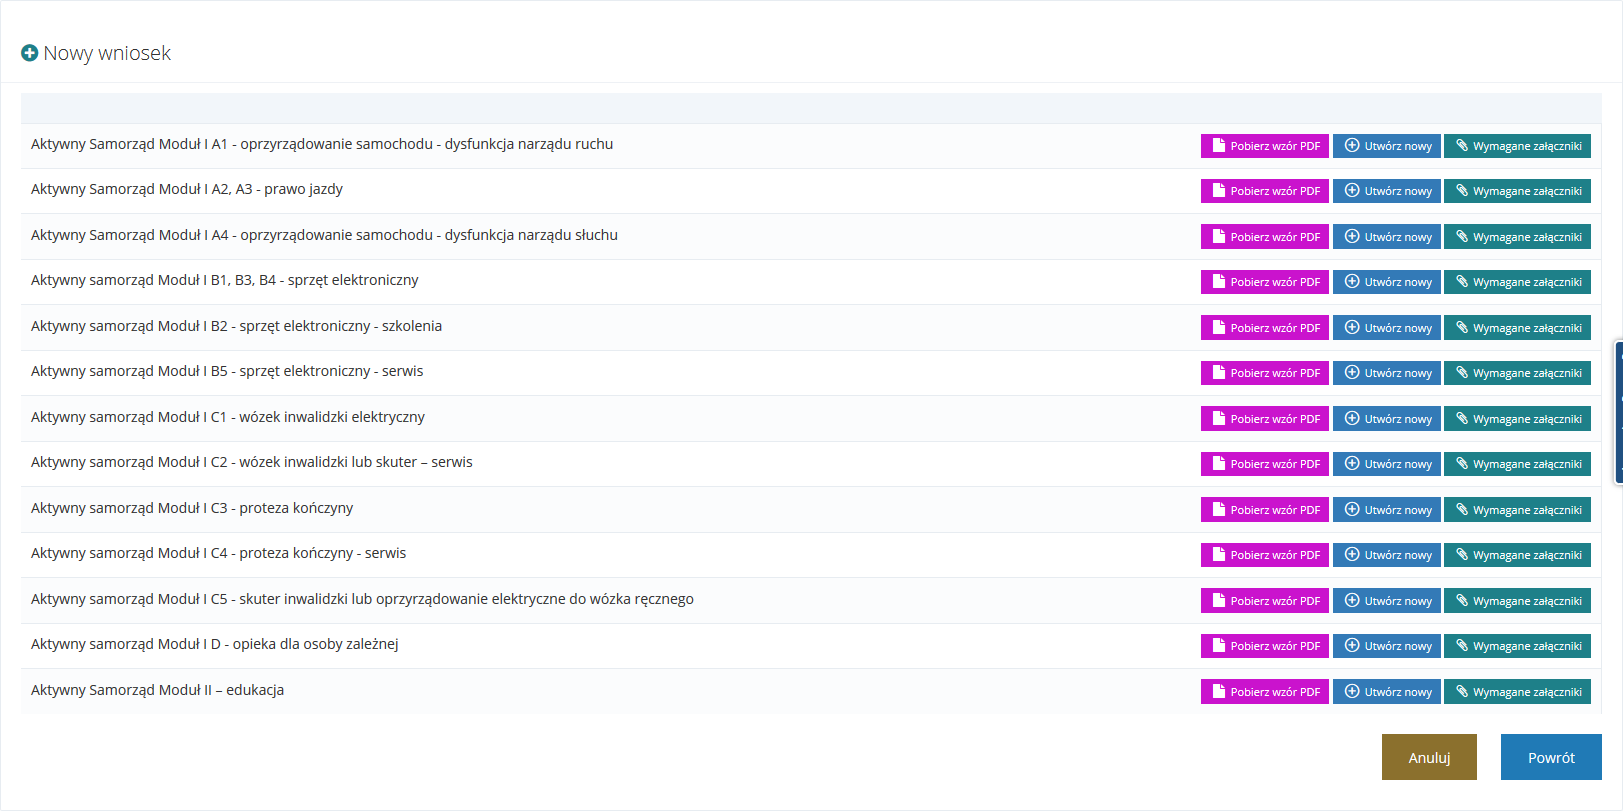 Nowy wniosek
Aktywny Samorząd Moduł I A1 - oprzyrządowanie samochodu - dysfunkcja narządu ruchu Pobierz wzór PDF Utwórz nowy Wymagane załączniki
Aktywny Samorząd Moduł I A2, A3 - prawo jazdy Pobierz wzór PDF Utwórz nowy Wymagane załączniki
Aktywny Samorząd Moduł I A4 - oprzyrządowanie samochodu - dysfunkcja narządu słuchu Pobierz wzór PDF Utwórz nowy Wymagane załączniki
Aktywny samorząd Moduł I B1, B3, B4 - sprzęt elektroniczny Pobierz wzór PDF Utwórz nowy Wymagane załączniki
Aktywny samorząd Moduł I B2 - sprzęt elektroniczny - szkolenia Pobierz wzór PDF Utwórz nowy Wymagane załączniki
Aktywny samorząd Moduł I B5 - sprzęt elektroniczny - serwis Pobierz wzór PDF Utwórz nowy Wymagane załączniki
Aktywny samorząd Moduł I C1 - wózek inwalidzki elektryczny Pobierz wzór PDF Utwórz nowy Wymagane załączniki
Aktywny samorząd Moduł I C2 - wózek inwalidzki lub skuter – serwis Pobierz wzór PDF Utwórz nowy Wymagane załączniki
Aktywny samorząd Moduł I C3 - proteza kończyny Pobierz wzór PDF Utwórz nowy Wymagane załączniki
Aktywny samorząd Moduł I C4 - proteza kończyny - serwis Pobierz wzór PDF Utwórz nowy Wymagane załączniki
Aktywny samorząd Moduł I C5 - skuter inwalidzki lub oprzyrządowanie elektryczne do wózka ręcznego Pobierz wzór PDF Utwórz nowy Wymagane załączniki
Aktywny samorząd Moduł I D - opieka dla osoby zależnej Pobierz wzór PDF Utwórz nowy Wymagane załączniki
Aktywny Samorząd Moduł II – edukacja Pobierz wzór PDF Utwórz nowy Wymagane załączniki
Anuluj Powrót